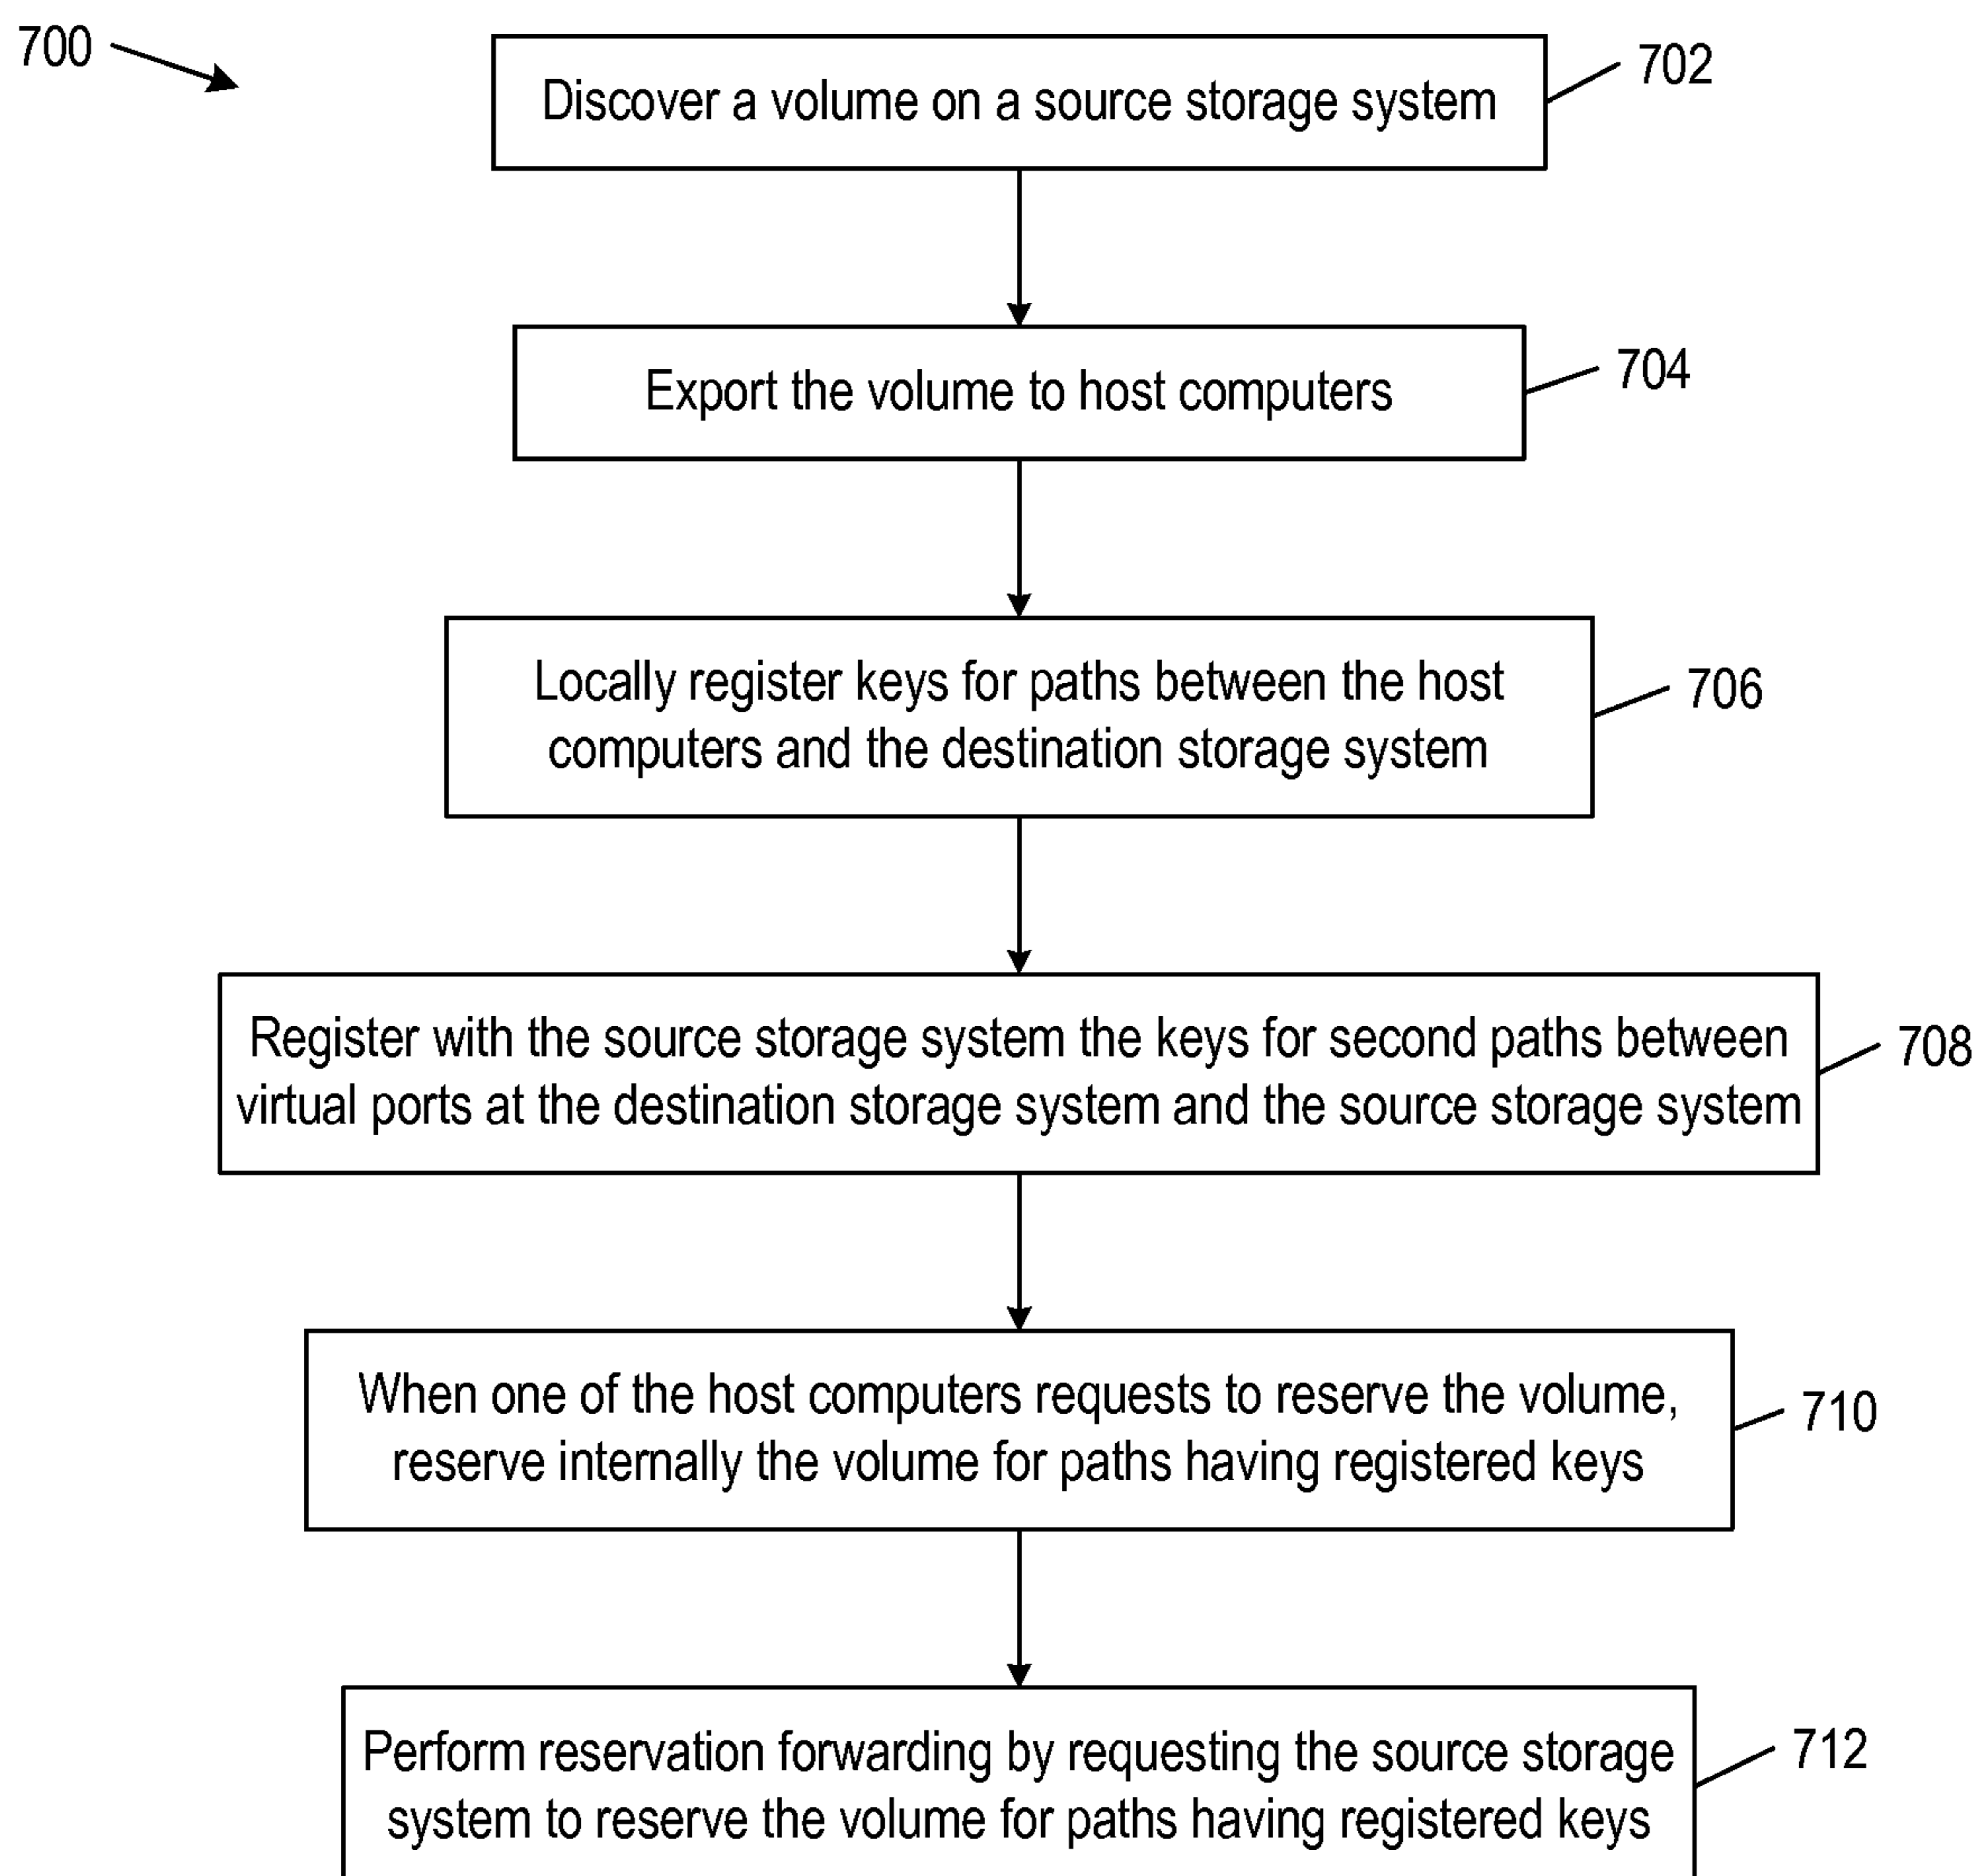 700
Discover a volume on a source storage system
702
Export the volume to host computers
704
Locally register keys for paths between the host
computers and the destination storage system
706
Register with the source storage system the keys for second paths between
virtual ports at the destination storage system and the source storage system
708
When one of the host computers requests to reserve the volume,
reserve internally the volume for paths having registered keys
710
Perform reservation forwarding by requesting the source storage
system to reserve the volume for paths having registered keys
712